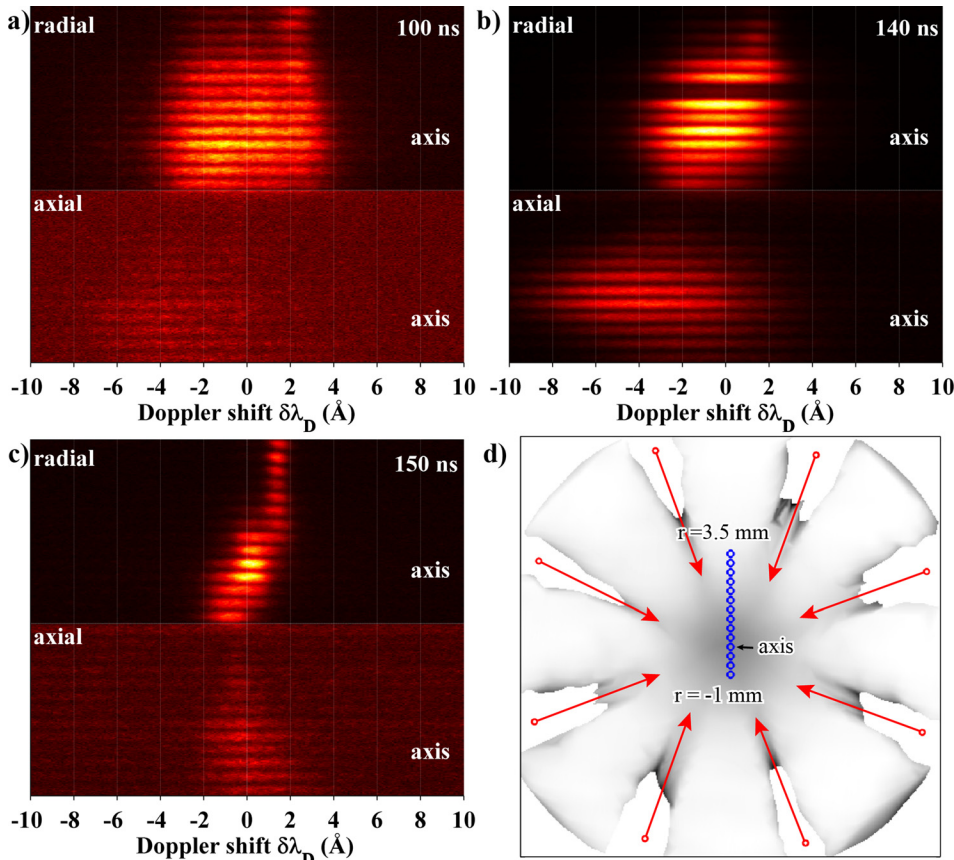 a)
radial
100 ns
axis
axial
axis
-10 -8 -6 -4 -2 0 2 4 6 8 10
Doppler shift δλ_D (Å)
b)
radial
140 ns
axis
axial
axis
-10 -8 -6 -4 -2 0 2 4 6 8 10
Doppler shift δλ_D (Å)
c)
radial
150 ns
axis
axial
axis
-10 -8 -6 -4 -2 0 2 4 6 8 10
Doppler shift δλ_D (Å)
d)
r =3.5 mm
axis
r = -1 mm